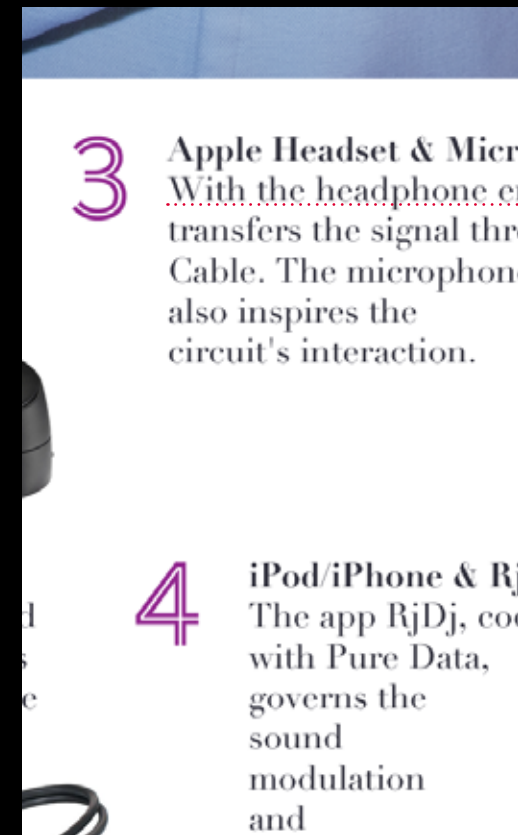 3
Apple Headset & Micr
With the headphone e
transfers the signal thr
Cable. The microphone
also inspires the
circuit's interaction.
d
s
e
4
iPod/iPhone & Rj
The app RjDj, co
with Pure Data,
governs the
sound
modulation
and